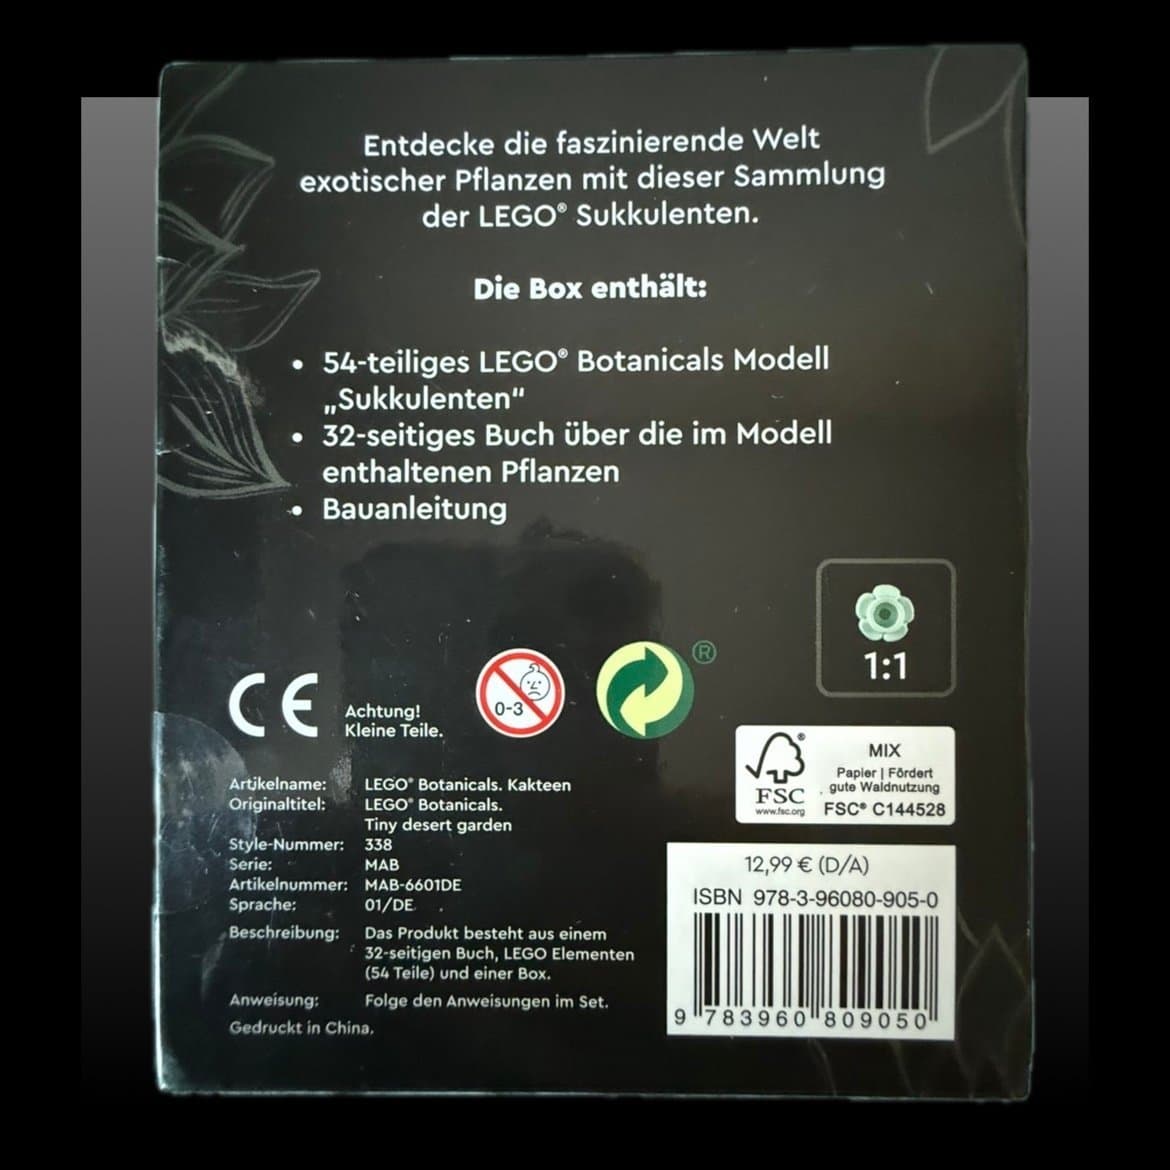 Entdecke die faszinierende Welt
exotischer Pflanzen mit dieser Sammlung
der LEGO® Sukkulenten.
Die Box enthält:
• 54-teiliges LEGO® Botanicals Modell
„Sukkulenten“
• 32-seitiges Buch über die im Modell
enthaltenen Pflanzen
• Bauanleitung
1:1
CE
Achtung!
Kleine Teile.
0-3
®
MIX
Papier | Fördert
gute Waldnutzung
FSC® C144528
®
FSC
www.fsc.org
Artikelname: LEGO® Botanicals. Kakteen
Originaltitel: LEGO® Botanicals.
Tiny desert garden
Style-Nummer: 338
Serie: MAB
Artikelnummer: MAB-6601DE
Sprache: 01/DE
Beschreibung: Das Produkt besteht aus einem
32-seitigen Buch, LEGO Elementen
(54 Teile) und einer Box.
Anweisung: Folge den Anweisungen im Set.
Gedruckt in China.
12,99 € (D/A)
ISBN 978-3-96080-905-0
9 783960 809050